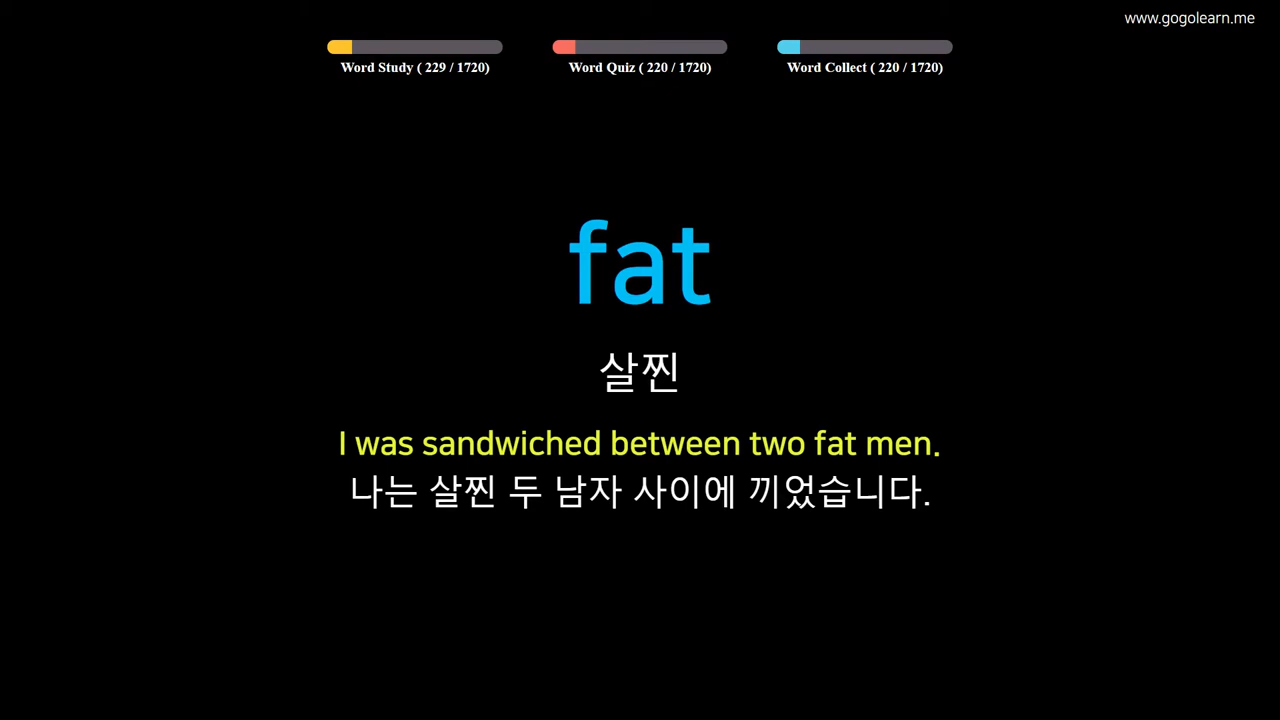 www.gogolearn.me
Word Study ( 229 / 1720)
Word Quiz ( 220 / 1720)
Word Collect ( 220 / 1720)
fat
살찐
I was sandwiched between two fat men.
나는 살찐 두 남자 사이에 끼었습니다.